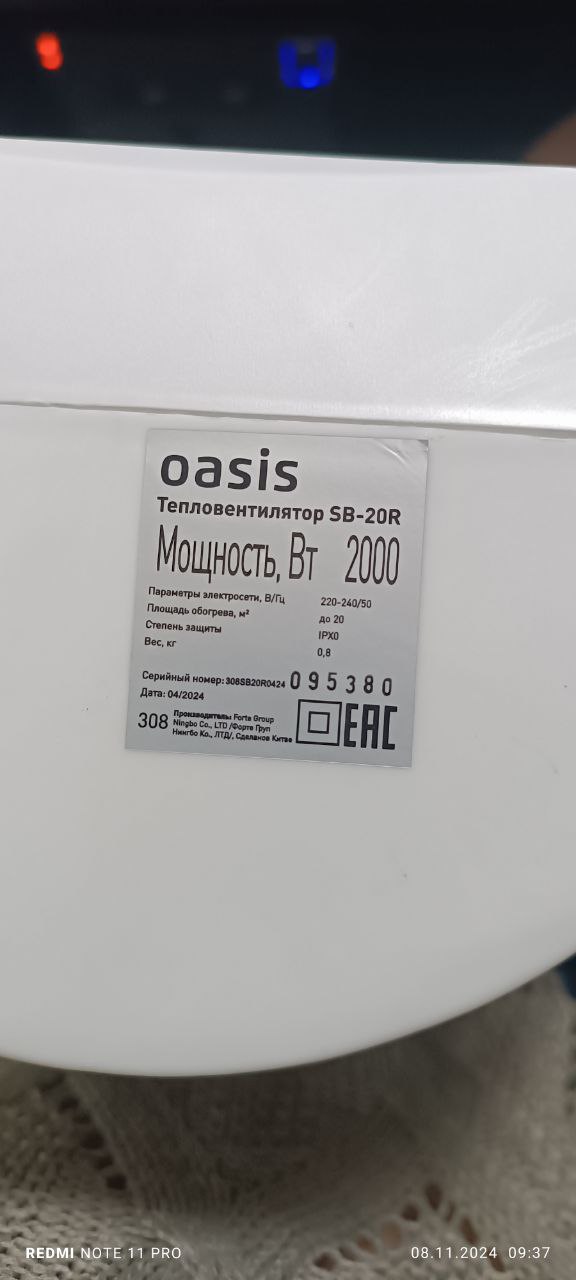 oasis
Тепловентилятор SB-20R
Мощность, Вт 2000
Параметры электросети, В/Гц 220-240/50
Площадь обогрева, м² до 20
Степень защиты IPX0
Вес, кг 0,8
Серийный номер: 308SB20R0424 095380
Дата: 04/2024
308
Производитель: Forte Group
Ningbo Co., LTD /Форте Груп
Нингбо Ко., ЛТД/, Сделано в Китае
EAC
REDMI NOTE 11 PRO
08.11.2024 09:37